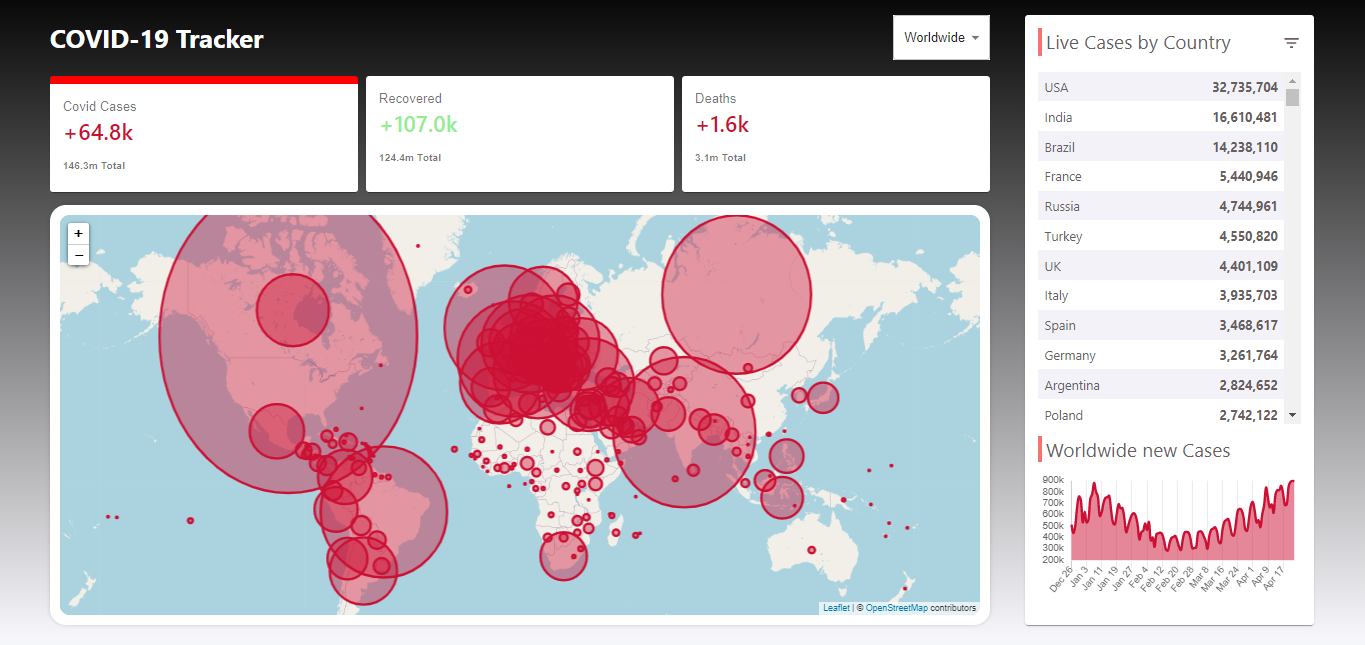 COVID-19 Tracker
Worldwide
Covid Cases
+64.8k
146.3m Total
Recovered
+107.0k
124.4m Total
Deaths
+1.6k
3.1m Total
+
−
Leaflet | © OpenStreetMap contributors
Live Cases by Country
USA 32,735,704
India 16,610,481
Brazil 14,238,110
France 5,440,946
Russia 4,744,961
Turkey 4,550,820
UK 4,401,109
Italy 3,935,703
Spain 3,468,617
Germany 3,261,764
Argentina 2,824,652
Poland 2,742,122
Worldwide new Cases
900k
800k
700k
600k
500k
400k
300k
200k
Dec 26 Jan 3 Jan 11 Jan 19 Jan 27 Feb 4 Feb 12 Feb 20 Feb 28 Mar 8 Mar 16 Mar 24 Apr 1 Apr 9 Apr 17